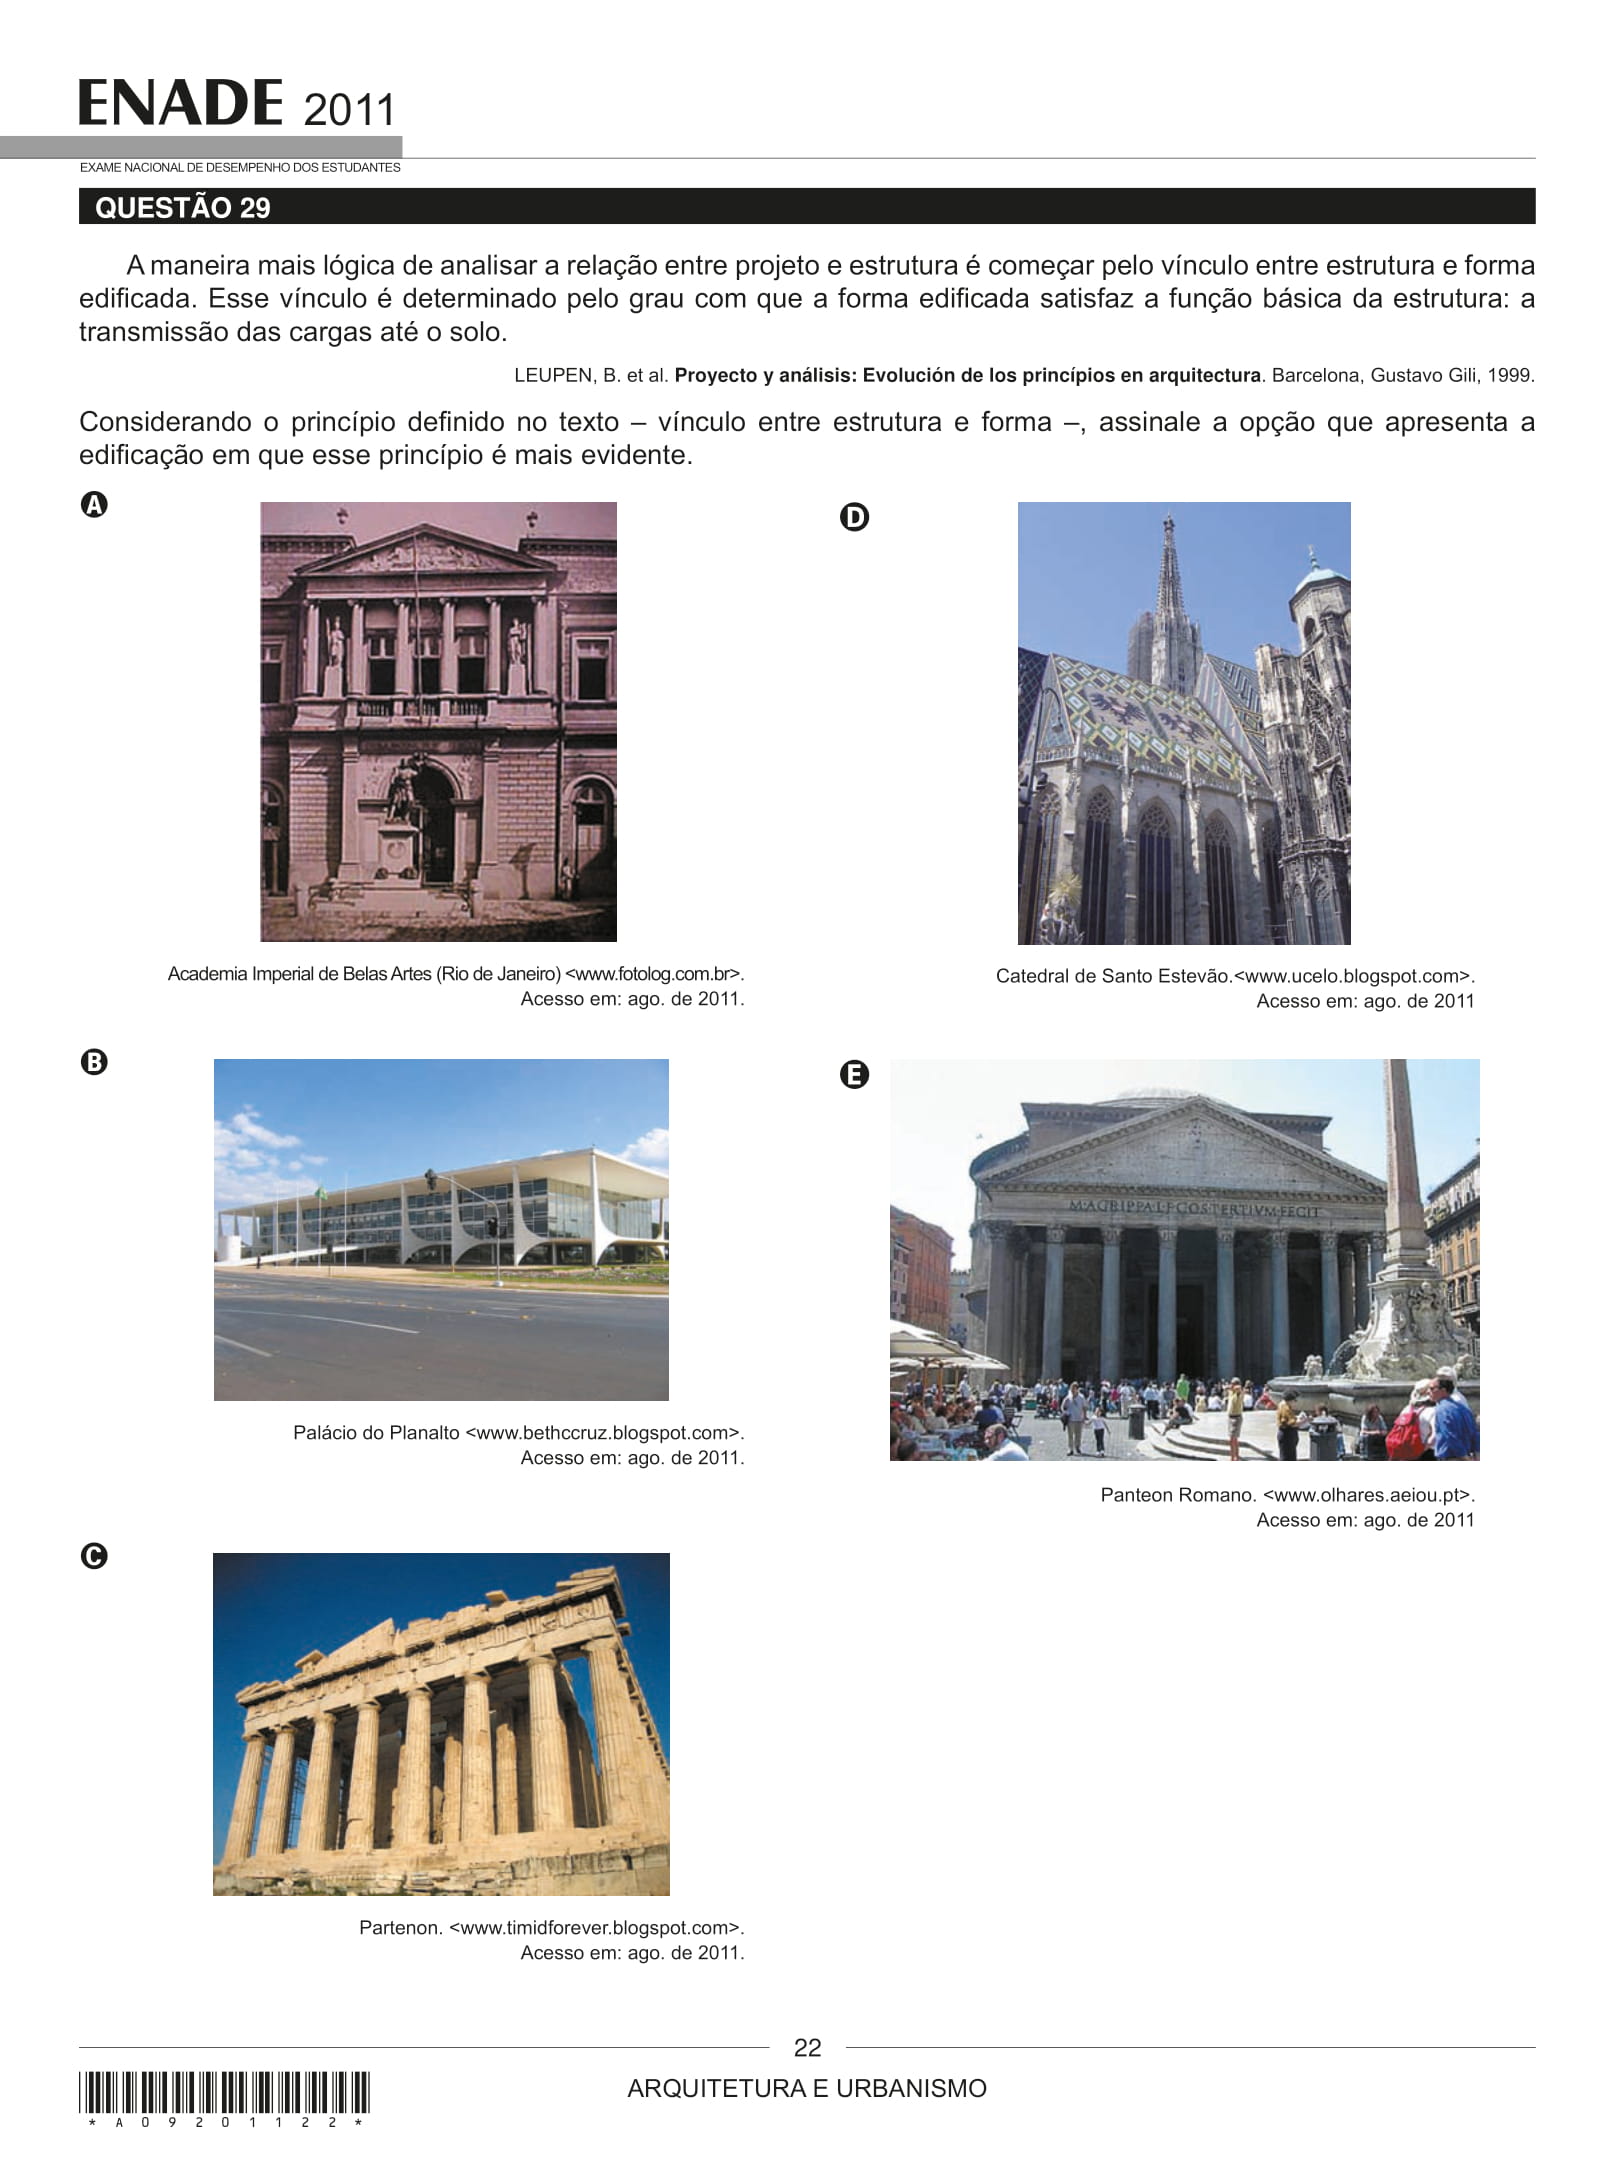 ENADE 2011
EXAME NACIONAL DE DESEMPENHO DOS ESTUDANTES
QUESTÃO 29
A maneira mais lógica de analisar a relação entre projeto e estrutura é começar pelo vínculo entre estrutura e forma
edificada. Esse vínculo é determinado pelo grau com que a forma edificada satisfaz a função básica da estrutura: a
transmissão das cargas até o solo.
LEUPEN, B. et al. Proyecto y análisis: Evolución de los princípios en arquitectura. Barcelona, Gustavo Gili, 1999.
Considerando o princípio definido no texto – vínculo entre estrutura e forma –, assinale a opção que apresenta a
edificação em que esse princípio é mais evidente.
A
Academia Imperial de Belas Artes (Rio de Janeiro) <www.fotolog.com.br>.
Acesso em: ago. de 2011.
B
Palácio do Planalto <www.bethccruz.blogspot.com>.
Acesso em: ago. de 2011.
C
Partenon. <www.timidforever.blogspot.com>.
Acesso em: ago. de 2011.
D
Catedral de Santo Estevão.<www.ucelo.blogspot.com>.
Acesso em: ago. de 2011
E
M·AGRIPPA·L·F·COS·TERTIVM·FECIT
Panteon Romano. <www.olhares.aeiou.pt>.
Acesso em: ago. de 2011
22
ARQUITETURA E URBANISMO
*A09201122*